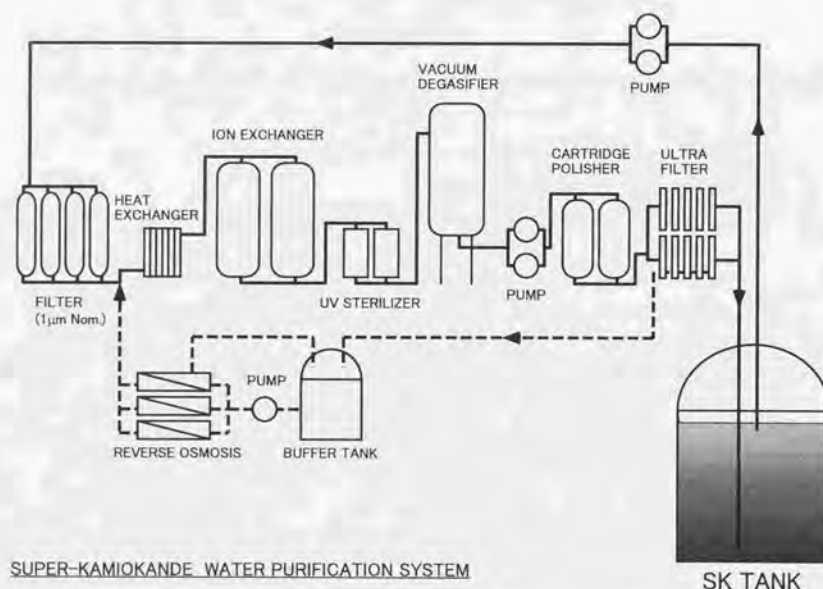 PUMP
VACUUM
DEGASIFIER
ION EXCHANGER
CARTRIDGE
POLISHER
ULTRA
FILTER
HEAT
EXCHANGER
FILTER
(1μm Nom.)
UV STERILIZER
PUMP
PUMP
REVERSE OSMOSIS
BUFFER TANK
SUPER-KAMIOKANDE WATER PURIFICATION SYSTEM
SK TANK